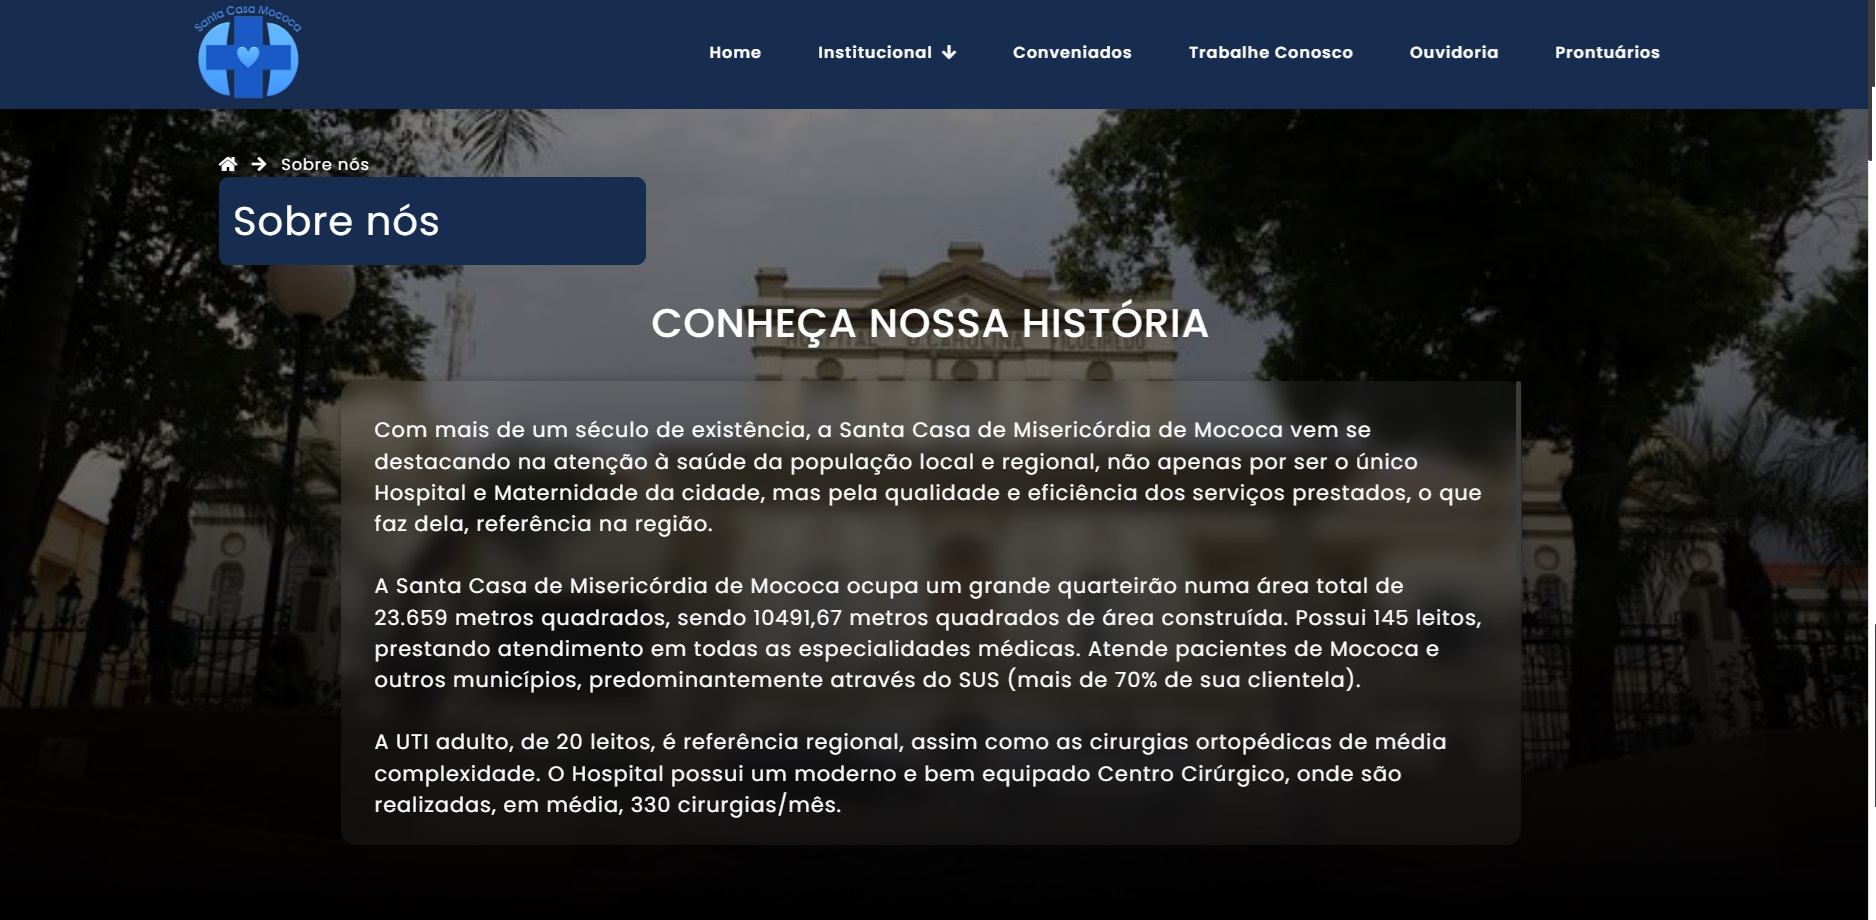 Santa Casa Mococa
Home
Institucional
Conveniados
Trabalhe Conosco
Ouvidoria
Prontuários
Sobre nós
Sobre nós
CONHEÇA NOSSA HISTÓRIA
Com mais de um século de existência, a Santa Casa de Misericórdia de Mococa vem se
destacando na atenção à saúde da população local e regional, não apenas por ser o único
Hospital e Maternidade da cidade, mas pela qualidade e eficiência dos serviços prestados, o que
faz dela, referência na região.
A Santa Casa de Misericórdia de Mococa ocupa um grande quarteirão numa área total de
23.659 metros quadrados, sendo 10491,67 metros quadrados de área construída. Possui 145 leitos,
prestando atendimento em todas as especialidades médicas. Atende pacientes de Mococa e
outros municípios, predominantemente através do SUS (mais de 70% de sua clientela).
A UTI adulto, de 20 leitos, é referência regional, assim como as cirurgias ortopédicas de média
complexidade. O Hospital possui um moderno e bem equipado Centro Cirúrgico, onde são
realizadas, em média, 330 cirurgias/mês.